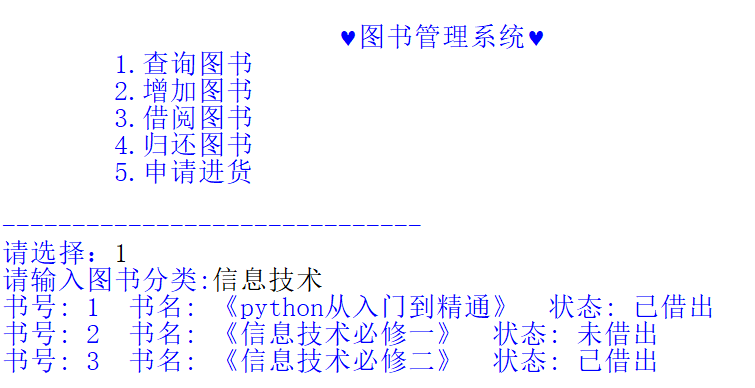 ♥图书管理系统♥
1.查询图书
2.增加图书
3.借阅图书
4.归还图书
5.申请进货
------------------------------
请选择：1
请输入图书分类:信息技术
书号: 1  书名: 《python从入门到精通》  状态: 已借出
书号: 2  书名: 《信息技术必修一》  状态: 未借出
书号: 3  书名: 《信息技术必修二》  状态: 已借出